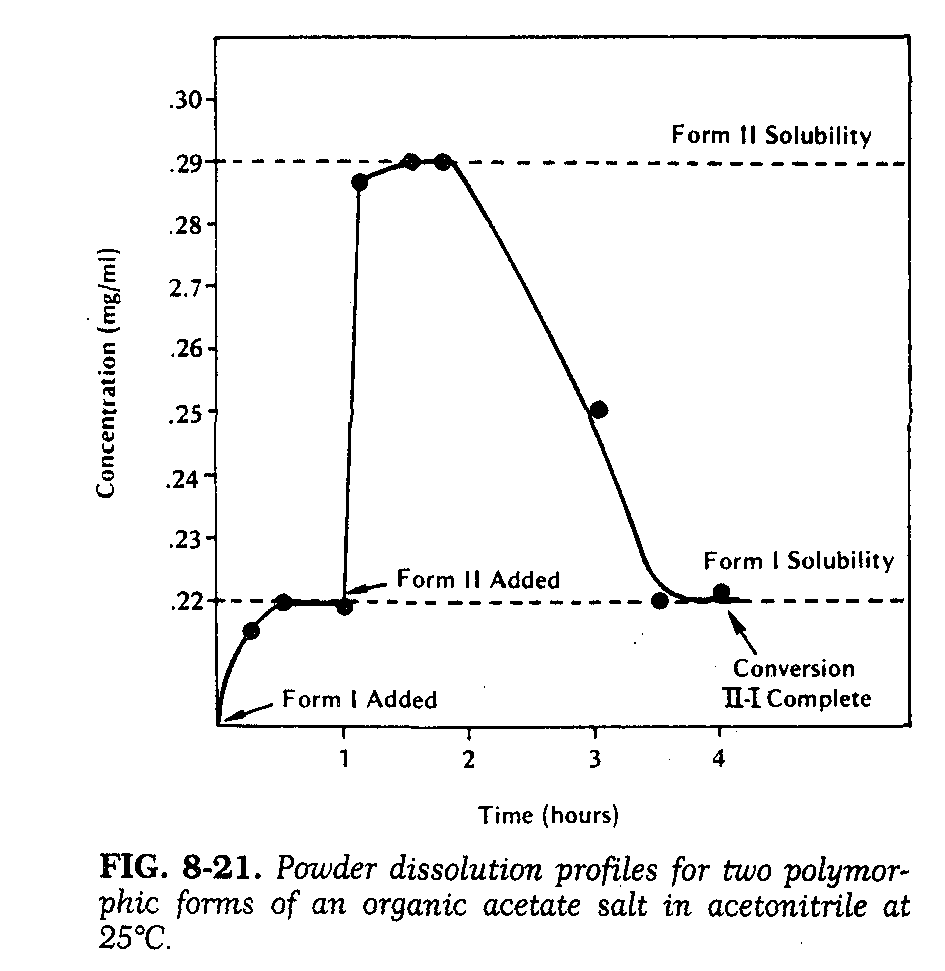 .30
Form II Solubility
.29
.28
2.7
.26
.25
.24
.23
.22
Concentration (mg/ml)
Form I Solubility
Form II Added
Form I Added
Conversion
II-I Complete
1
2
3
4
Time (hours)
FIG. 8-21. Powder dissolution profiles for two polymor-
phic forms of an organic acetate salt in acetonitrile at
25°C.